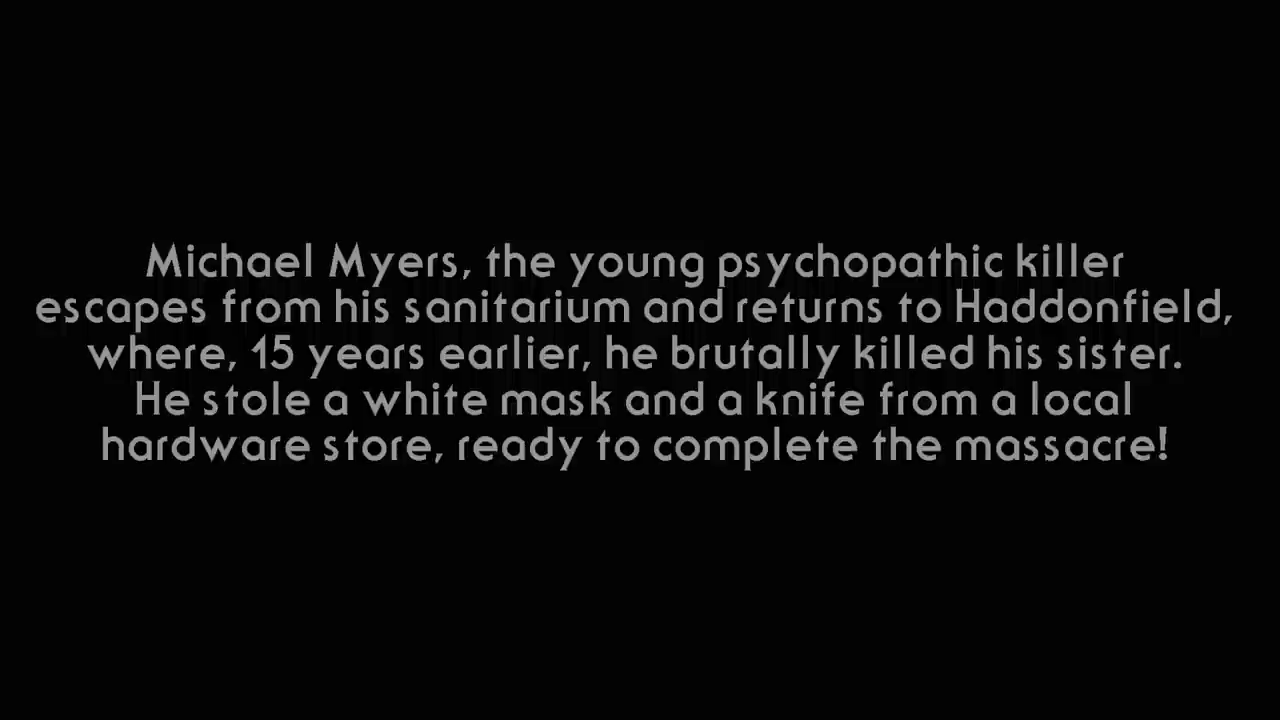 Michael Myers, the young psychopathic killer
escapes from his sanitarium and returns to Haddonfield,
where, 15 years earlier, he brutally killed his sister.
He stole a white mask and a knife from a local
hardware store, ready to complete the massacre!